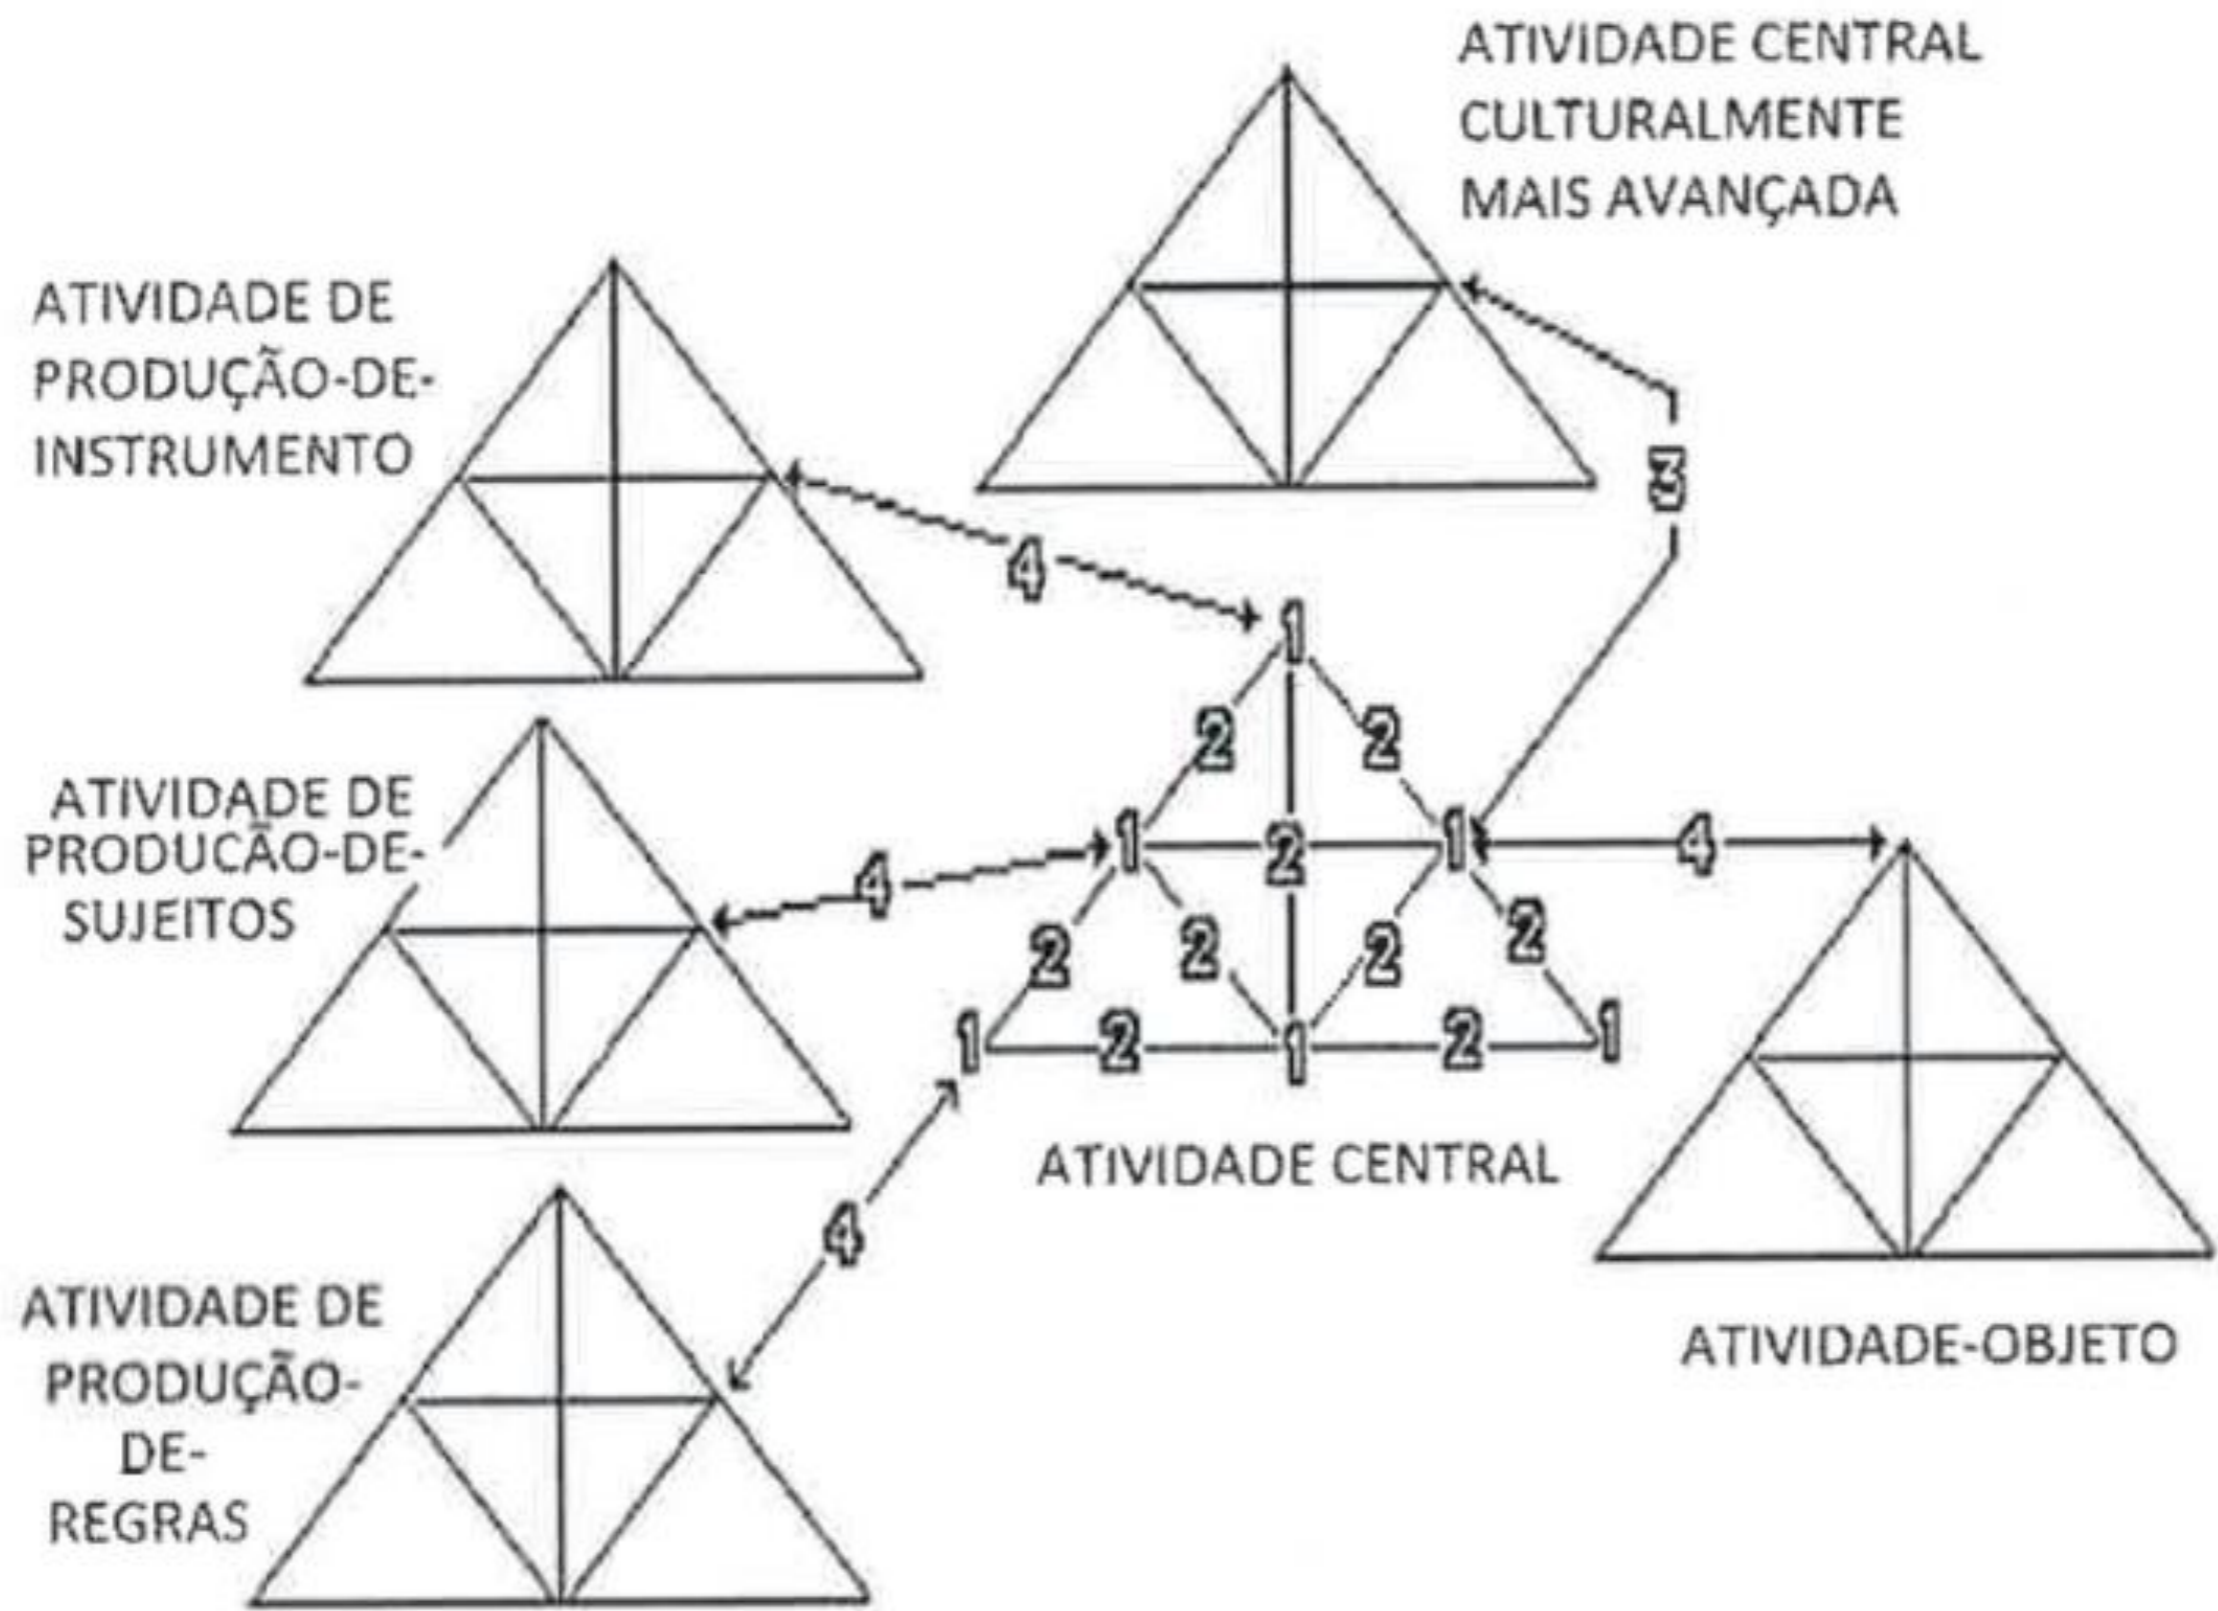 ATIVIDADE CENTRAL
CULTURALMENTE
MAIS AVANÇADA
ATIVIDADE DE
PRODUÇÃO-DE-
INSTRUMENTO
3
4
1
2 2
ATIVIDADE DE
PRODUCÃO-DE-
SUJEITOS
4
1 2 1 4
2 2 2 2
1 2 1 2 1
ATIVIDADE CENTRAL
4
ATIVIDADE DE
PRODUÇÃO-
DE-
REGRAS
ATIVIDADE-OBJETO